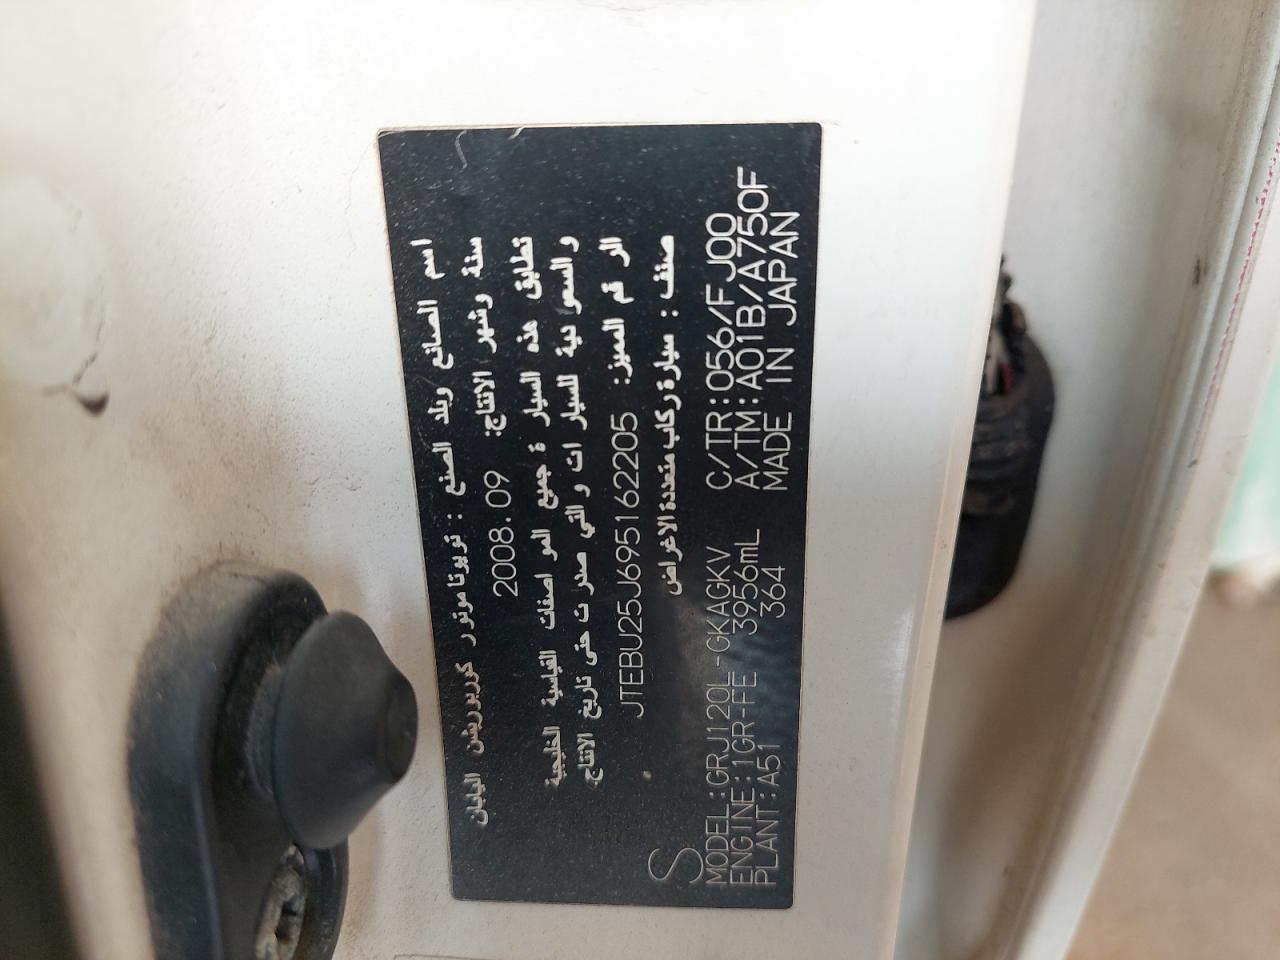 اسم الصانع وبلد الصنع : تويوتا موتور كوربوريشن اليابان
سنة وشهر الانتاج: 2008.09
تطابق هذه السيارة جميع المواصفات القياسية الخليجية
والسعودية للسيارات والتي صدرت حتى تاريخ الانتاج.
الرقم المميز: JTEBU25J695162205
صنف : سيارة ركاب متعددة الاغراض
S
MODEL:GRJ120L-GKAGKV C/TR:056/FJ00
ENGINE:1GR-FE 3956mL A/TM:A01B/A750F
PLANT:A51 364 MADE IN JAPAN